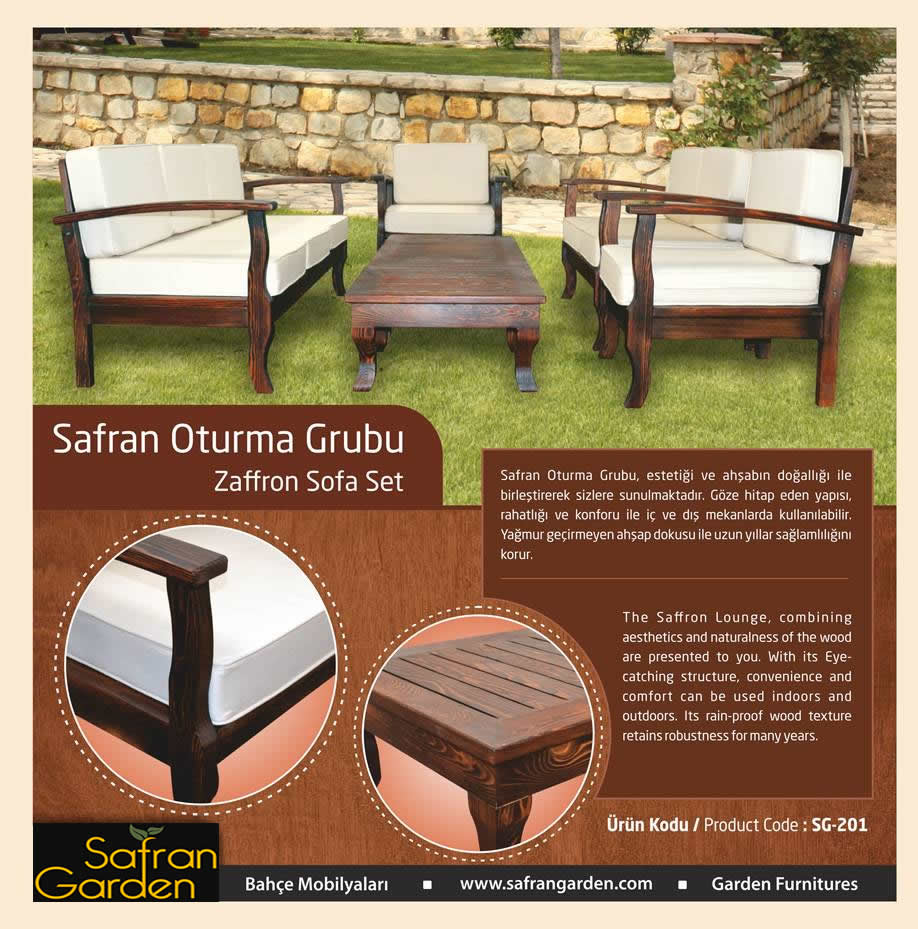 Safran Oturma Grubu
Zaffron Sofa Set
Safran Oturma Grubu, estetiği ve ahşabın doğallığı ile
birleştirerek sizlere sunulmaktadır. Göze hitap eden yapısı,
rahatlığı ve konforu ile iç ve dış mekanlarda kullanılabilir.
Yağmur geçirmeyen ahşap dokusu ile uzun yıllar sağlamlılığını
korur.
The Saffron Lounge, combining
aesthetics and naturalness of the wood
are presented to you. With its Eye-
catching structure, convenience and
comfort can be used indoors and
outdoors. Its rain-proof wood texture
retains robustness for many years.
Ürün Kodu / Product Code : SG-201
Safran
Garden
Bahçe Mobilyaları ■ www.safrangarden.com ■ Garden Furnitures